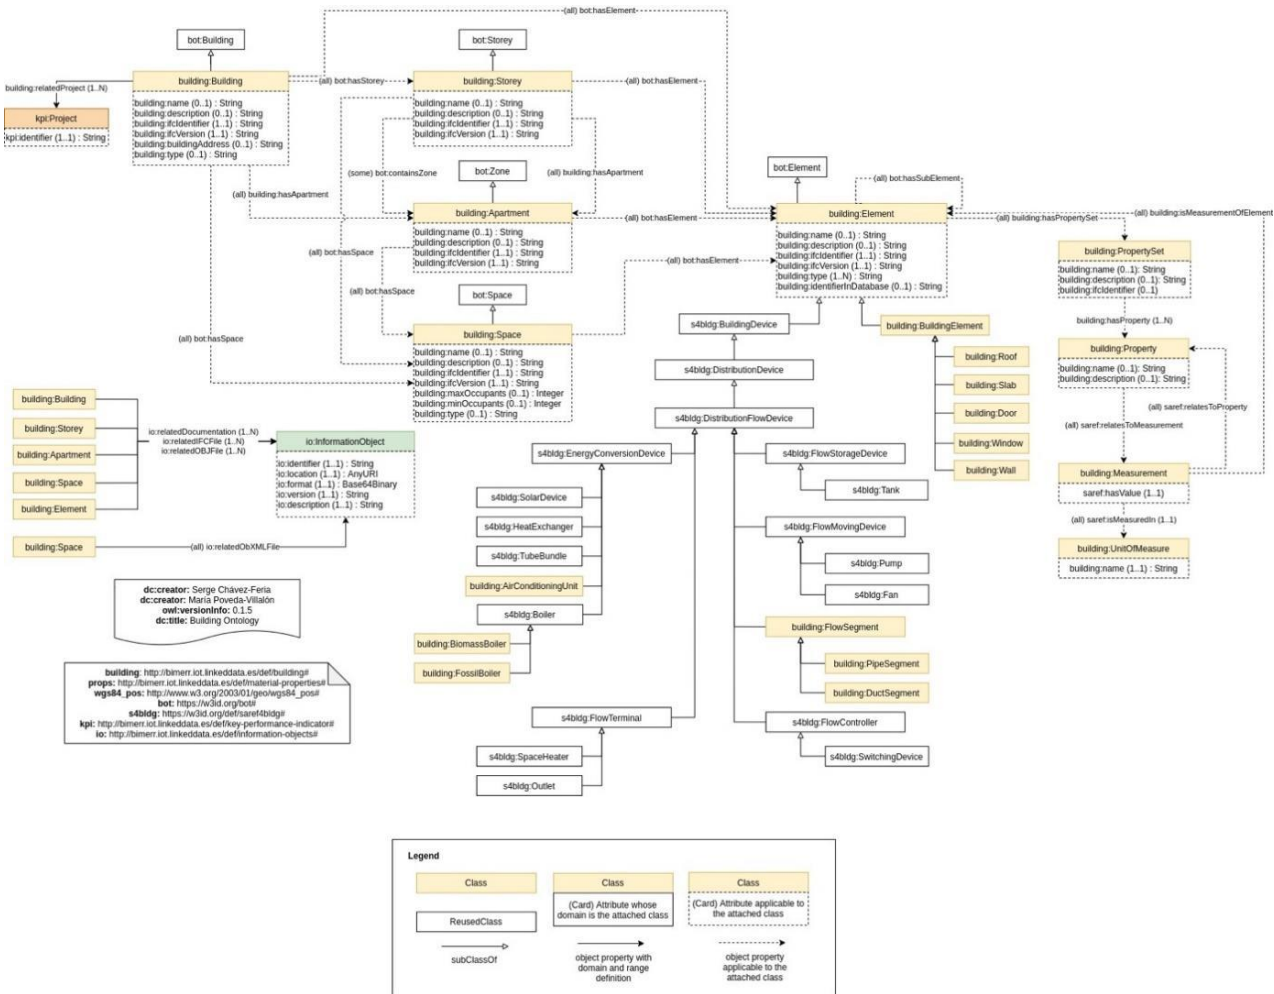 (all) bot:hasElement
bot:Building
bot:Storey
building:Building
(all) bot:hasStorey
building:Storey
(all) bot:hasElement
building:relatedProject (1..N)
building:name (0..1) : String
building:description (0..1) : String
building:ifcIdentifier (1..1) : String
building:ifcVersion (1..1) : String
building:buildingAddress (0..1) : String
building:type (0..1) : String
building:name (0..1) : String
building:description (0..1) : String
building:ifcIdentifier (1..1) : String
building:ifcVersion (1..1) : String
kpi:Project
kpi:identifier (1..1) : String
(some) bot:containsZone
bot:Zone
(all) building:hasApartment
bot:Element
(all) bot:hasSubElement
(all) building:hasApartment
building:Apartment
(all) bot:hasElement
building:Element
(all) building:isMeasurementOfElement
(all) building:hasPropertySet
building:name (0..1) : String
building:description (0..1) : String
building:ifcIdentifier (1..1) : String
building:ifcVersion (1..1) : String
building:name (0..1) : String
building:description (0..1) : String
building:ifcIdentifier (1..1) : String
building:ifcVersion (1..1) : String
building:type (1..N) : String
building:identifierInDatabase (0..1) : String
(all) bot:hasSpace
(all) bot:hasElement
building:PropertySet
building:name (0..1): String
building:description (0..1): String
building:ifcIdentifier (0..1)
(all) bot:hasSpace
bot:Space
building:hasProperty (1..N)
(all) bot:hasSpace
building:Space
building:name (0..1) : String
building:description (0..1) : String
building:ifcIdentifier (1..1) : String
building:ifcVersion (1..1) : String
building:maxOccupants (0..1) : Integer
building:minOccupants (0..1) : Integer
building:type (0..1) : String
s4bldg:BuildingDevice
building:BuildingElement
building:Property
building:name (0..1): String
building:description (0..1): String
building:Roof
building:Slab
building:Door
building:Window
building:Wall
s4bldg:DistributionDevice
s4bldg:DistributionFlowDevice
(all) saref:relatesToProperty
(all) saref:relatesToMeasurement
building:Measurement
saref:hasValue (1..1)
(all) saref:isMeasuredIn (1..1)
building:UnitOfMeasure
building:name (1..1) : String
building:Building
building:Storey
building:Apartment
building:Space
building:Element
building:Space
io:relatedDocumentation (1..N)
io:relatedIFCFile (1..N)
io:relatedOBJFile (1..N)
io:InformationObject
io:identifier (1..1) : String
io:location (1..1) : AnyURI
io:format (1..1) : Base64Binary
io:version (1..1) : String
io:description (1..1) : String
(all) io:relatedObXMLFile
s4bldg:EnergyConversionDevice
s4bldg:SolarDevice
s4bldg:HeatExchanger
s4bldg:TubeBundle
building:AirConditioningUnit
s4bldg:Boiler
building:BiomassBoiler
building:FossilBoiler
s4bldg:FlowStorageDevice
s4bldg:Tank
s4bldg:FlowMovingDevice
s4bldg:Pump
s4bldg:Fan
building:FlowSegment
building:PipeSegment
building:DuctSegment
s4bldg:FlowTerminal
s4bldg:SpaceHeater
s4bldg:Outlet
s4bldg:FlowController
s4bldg:SwitchingDevice
dc:creator: Serge Chávez-Feria
dc:creator: María Poveda-Villalón
owl:versionInfo: 0.1.5
dc:title: Building Ontology
building: http://bimerr.iot.linkeddata.es/def/building#
props: http://bimerr.iot.linkeddata.es/def/material-properties#
wgs84_pos: http://www.w3.org/2003/01/geo/wgs84_pos#
bot: https://w3id.org/bot#
s4bldg: https://w3id.org/def/saref4bldg#
kpi: http://bimerr.iot.linkeddata.es/def/key-performance-indicator#
io: http://bimerr.iot.linkeddata.es/def/information-objects#
Legend
Class
ReusedClass
subClassOf
Class
(Card) Attribute whose
domain is the attached class
object property with
domain and range
definition
Class
(Card) Attribute applicable to
the attached class
object property
applicable to the
attached class